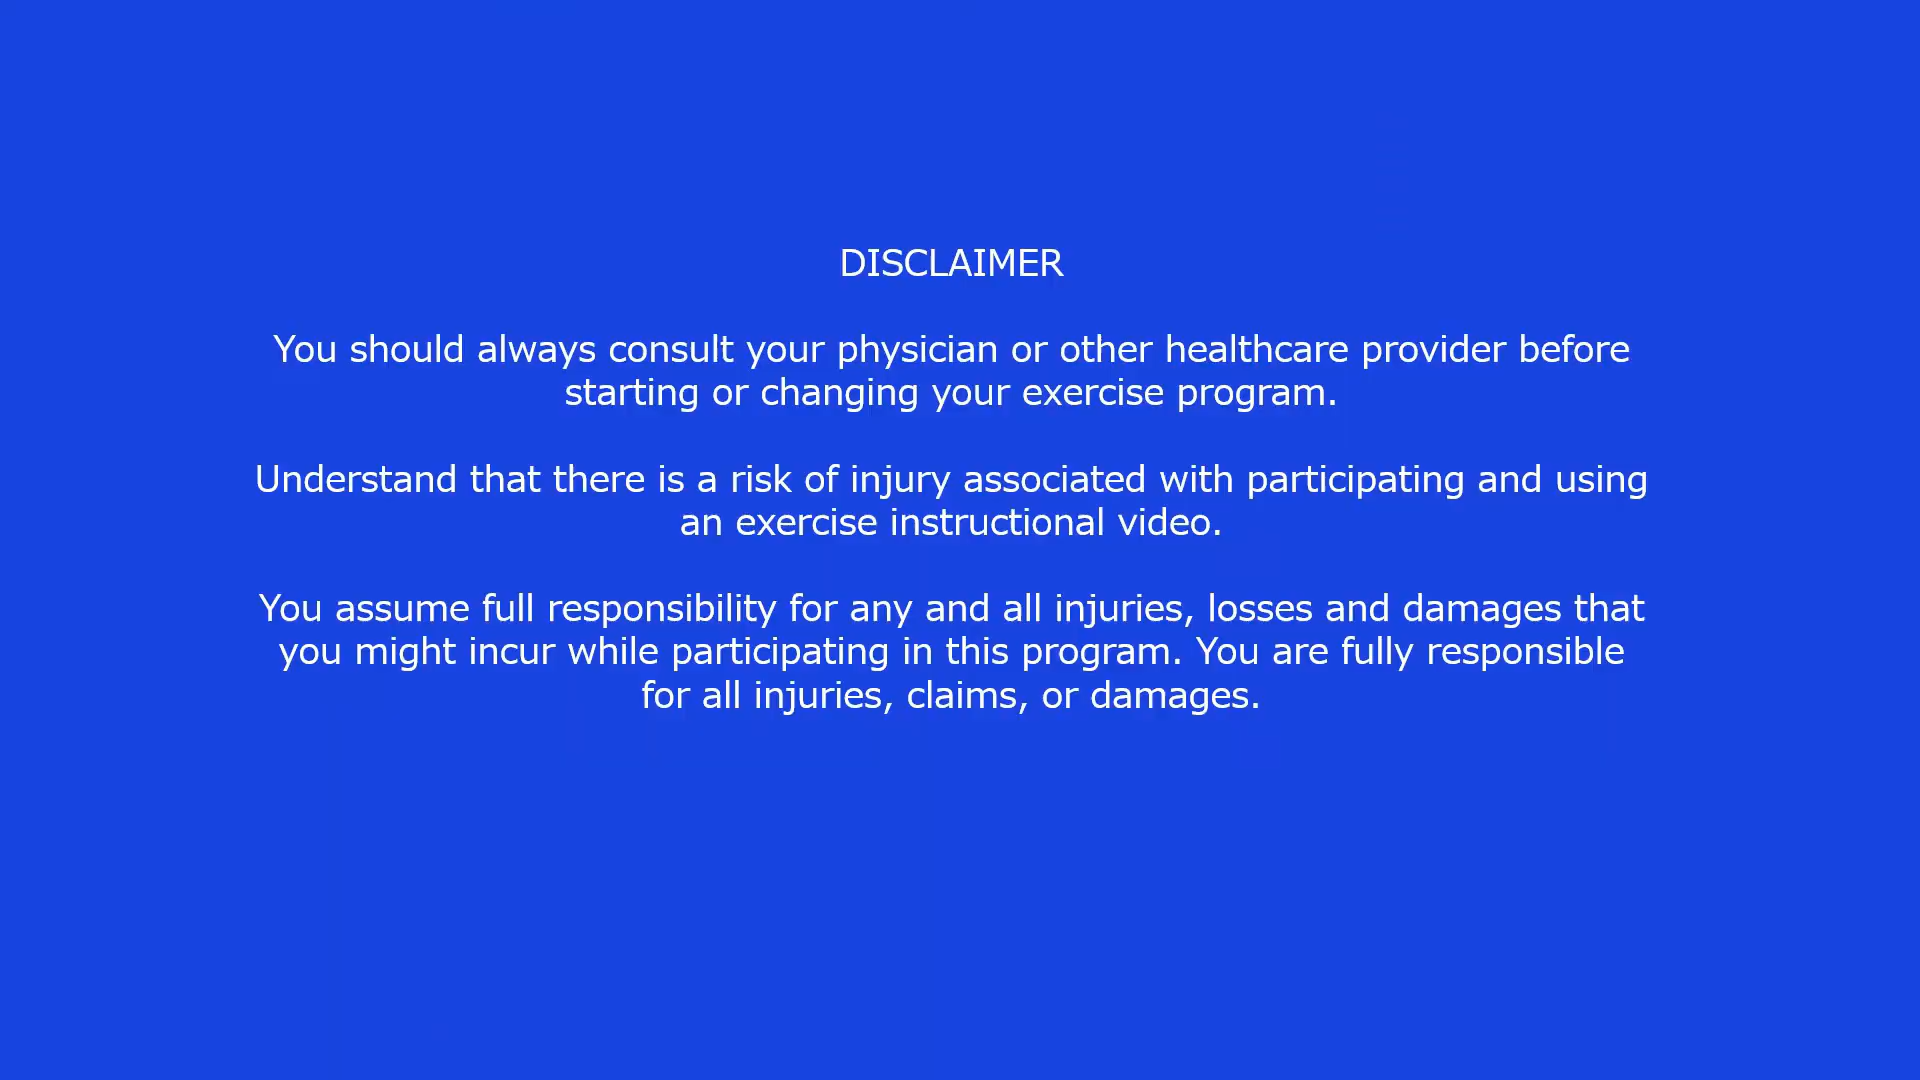 DISCLAIMER
You should always consult your physician or other healthcare provider before
starting or changing your exercise program.
Understand that there is a risk of injury associated with participating and using
an exercise instructional video.
You assume full responsibility for any and all injuries, losses and damages that
you might incur while participating in this program. You are fully responsible
for all injuries, claims, or damages.